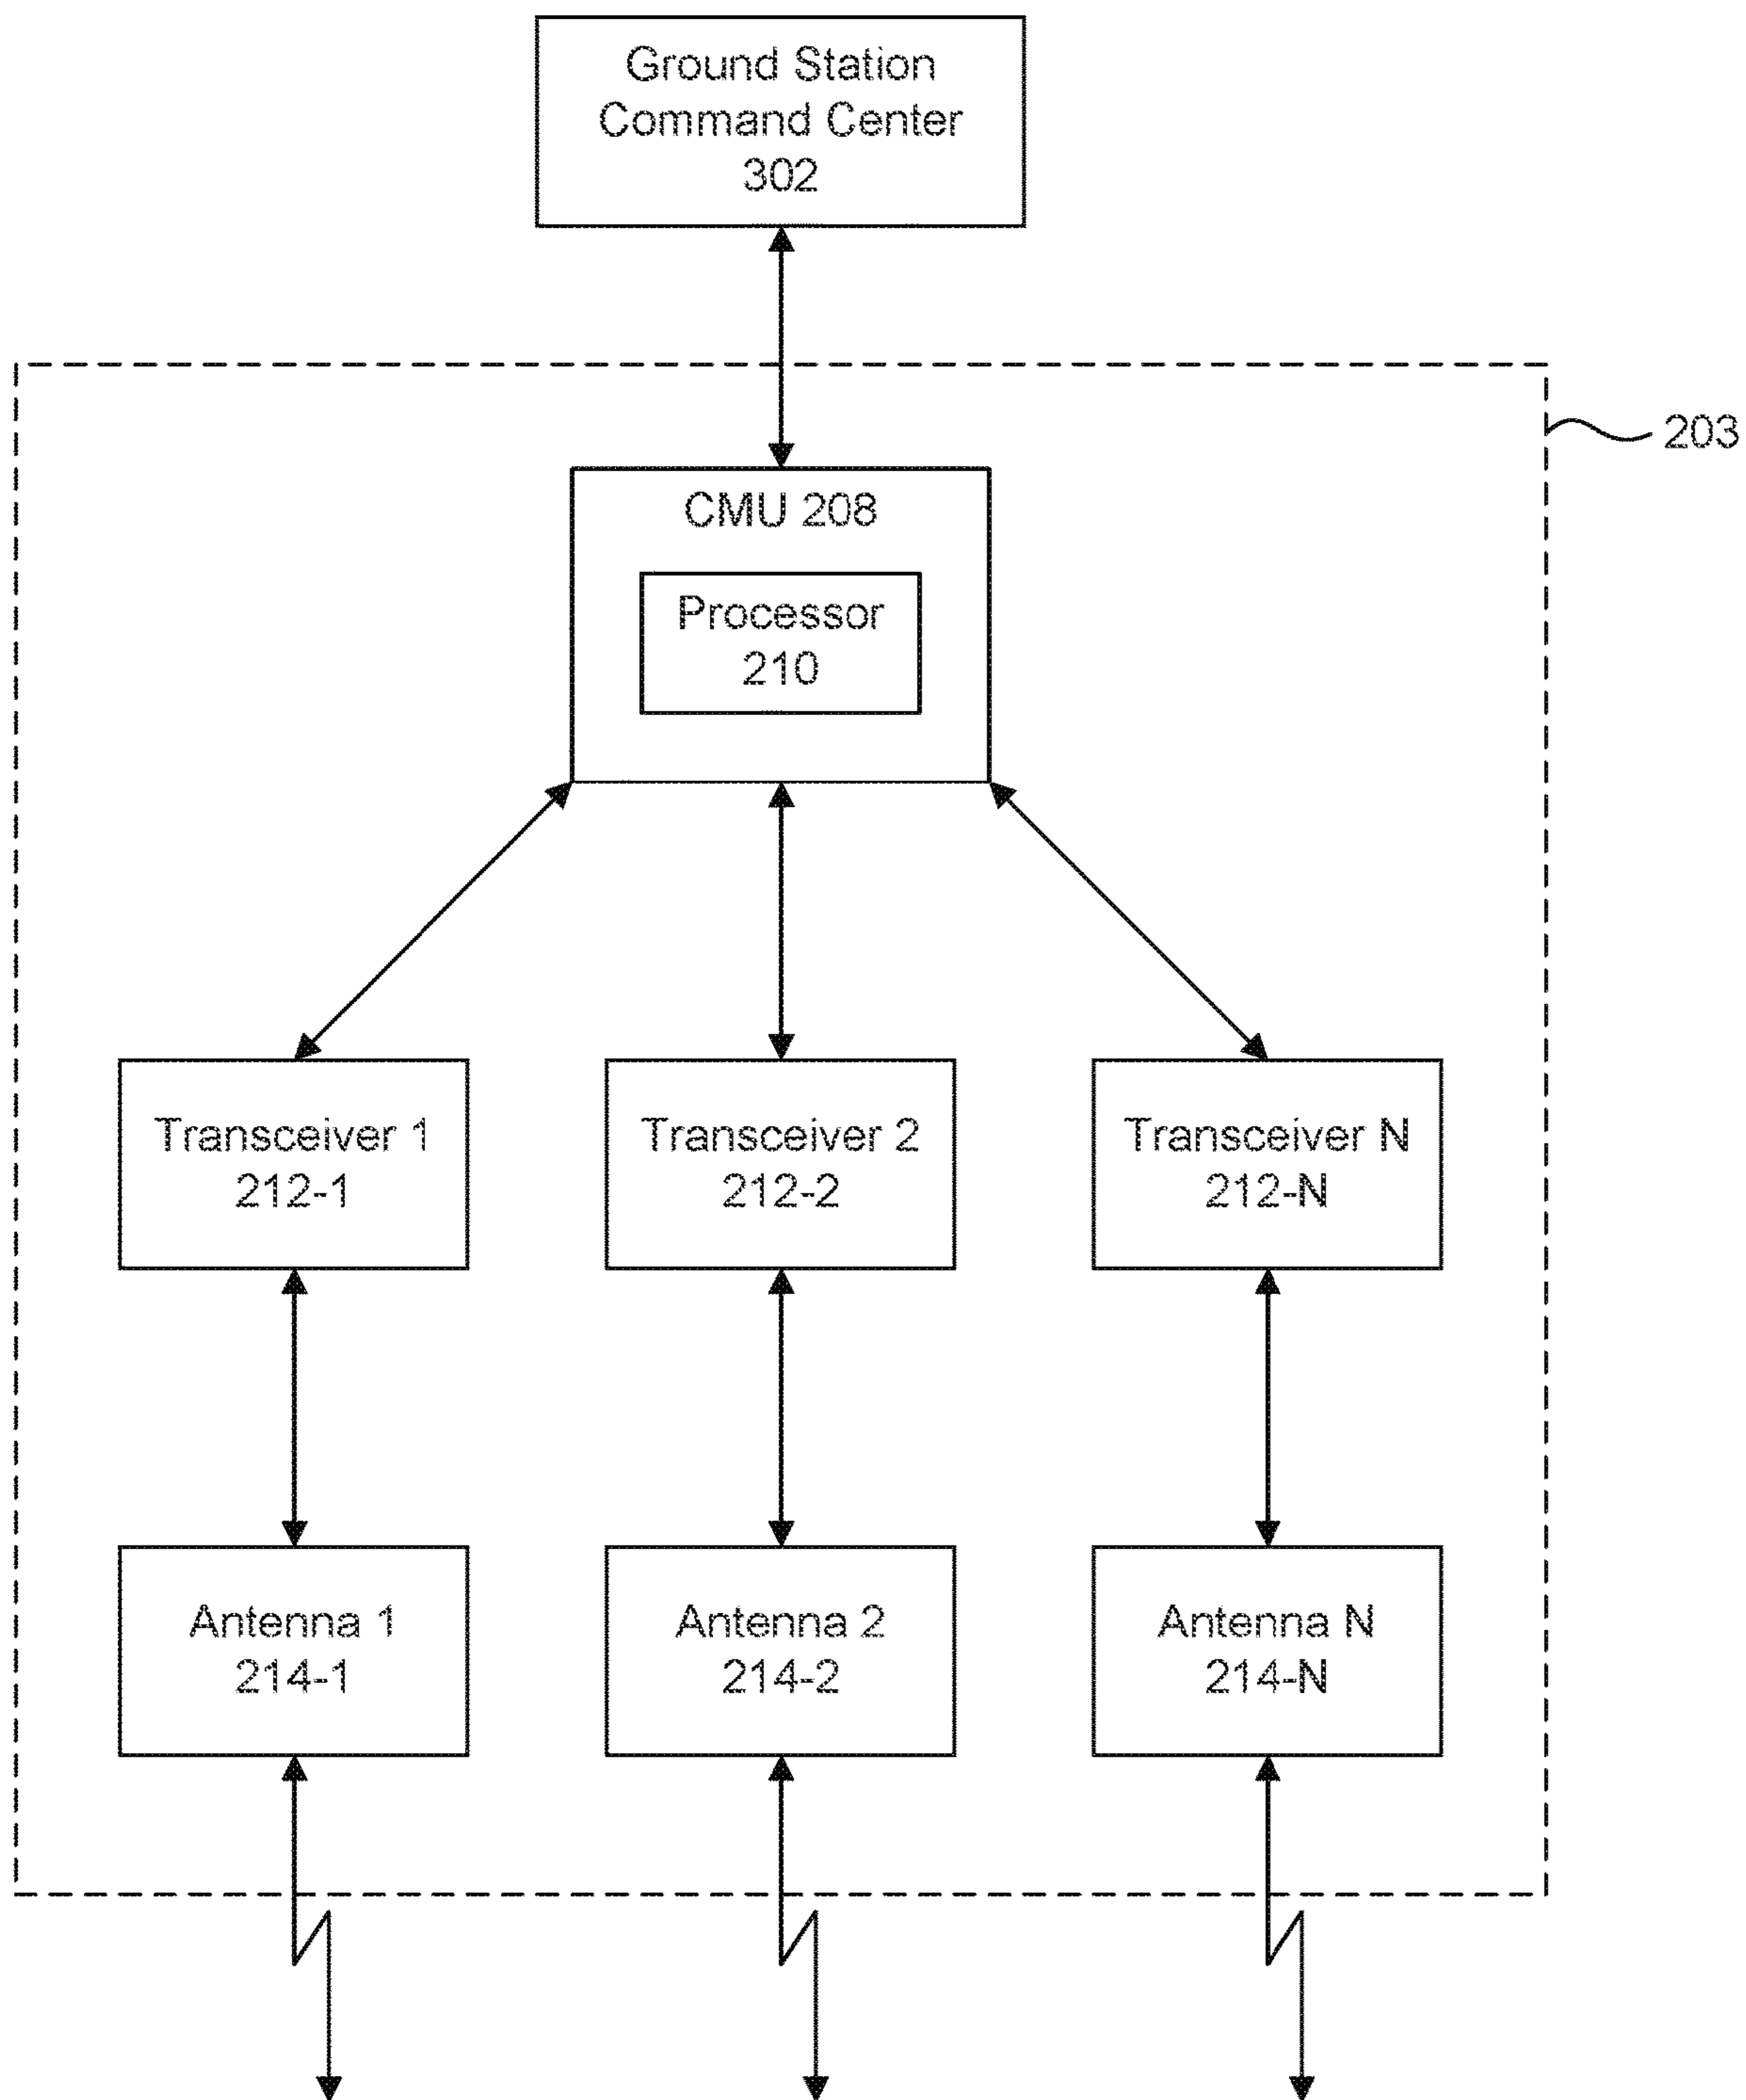 Ground Station
Command Center
302
203
CMU 208
Processor
210
Transceiver 1
212-1
Transceiver 2
212-2
Transceiver N
212-N
Antenna 1
214-1
Antenna 2
214-2
Antenna N
214-N